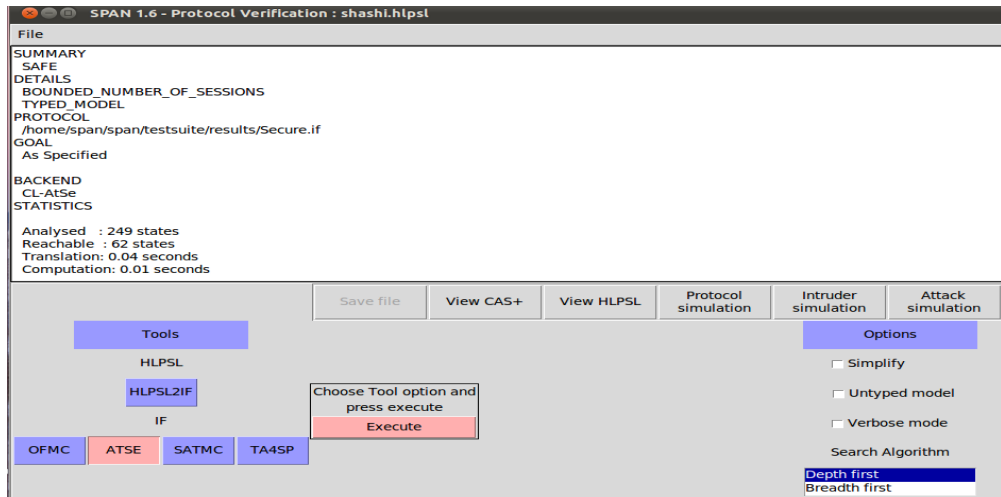 SPAN 1.6 - Protocol Verification : shashi.hlpsl
File
SUMMARY
SAFE
DETAILS
BOUNDED_NUMBER_OF_SESSIONS
TYPED_MODEL
PROTOCOL
/home/span/span/testsuite/results/Secure.if
GOAL
As Specified
BACKEND
CL-AtSe
STATISTICS
Analysed : 249 states
Reachable : 62 states
Translation: 0.04 seconds
Computation: 0.01 seconds
Save file
View CAS+
View HLPSL
Protocol
simulation
Intruder
simulation
Attack
simulation
Tools
HLPSL
HLPSL2IF
IF
OFMC
ATSE
SATMC
TA4SP
Choose Tool option and
press execute
Execute
Options
Simplify
Untyped model
Verbose mode
Search Algorithm
Depth first
Breadth first